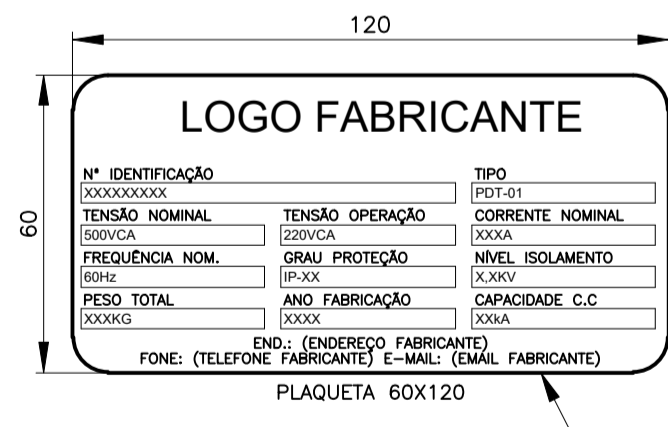 120
LOGO FABRICANTE
N° IDENTIFICAÇÃO TIPO
XXXXXXXXX PDT-01
TENSÃO NOMINAL TENSÃO OPERAÇÃO CORRENTE NOMINAL
500VCA 220VCA XXXA
60
FREQUÊNCIA NOM. GRAU PROTEÇÃO NÍVEL ISOLAMENTO
60Hz IP-XX X,XKV
PESO TOTAL ANO FABRICAÇÃO CAPACIDADE C.C
XXXKG XXXX XXkA
END.: (ENDEREÇO FABRICANTE)
FONE: (TELEFONE FABRICANTE) E-MAIL: (EMAIL FABRICANTE)
PLAQUETA 60X120